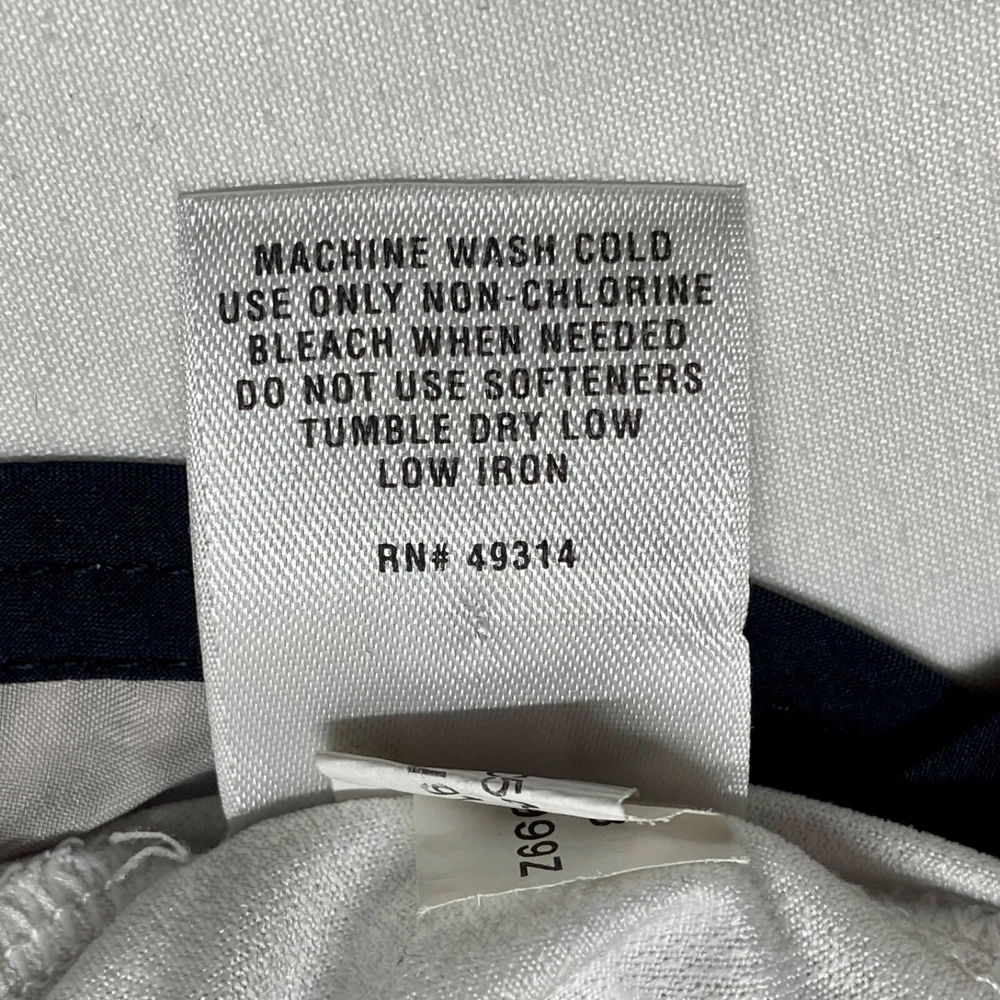 MACHINE WASH COLD
USE ONLY NON-CHLORINE
BLEACH WHEN NEEDED
DO NOT USE SOFTENERS
TUMBLE DRY LOW
LOW IRON
RN# 49314